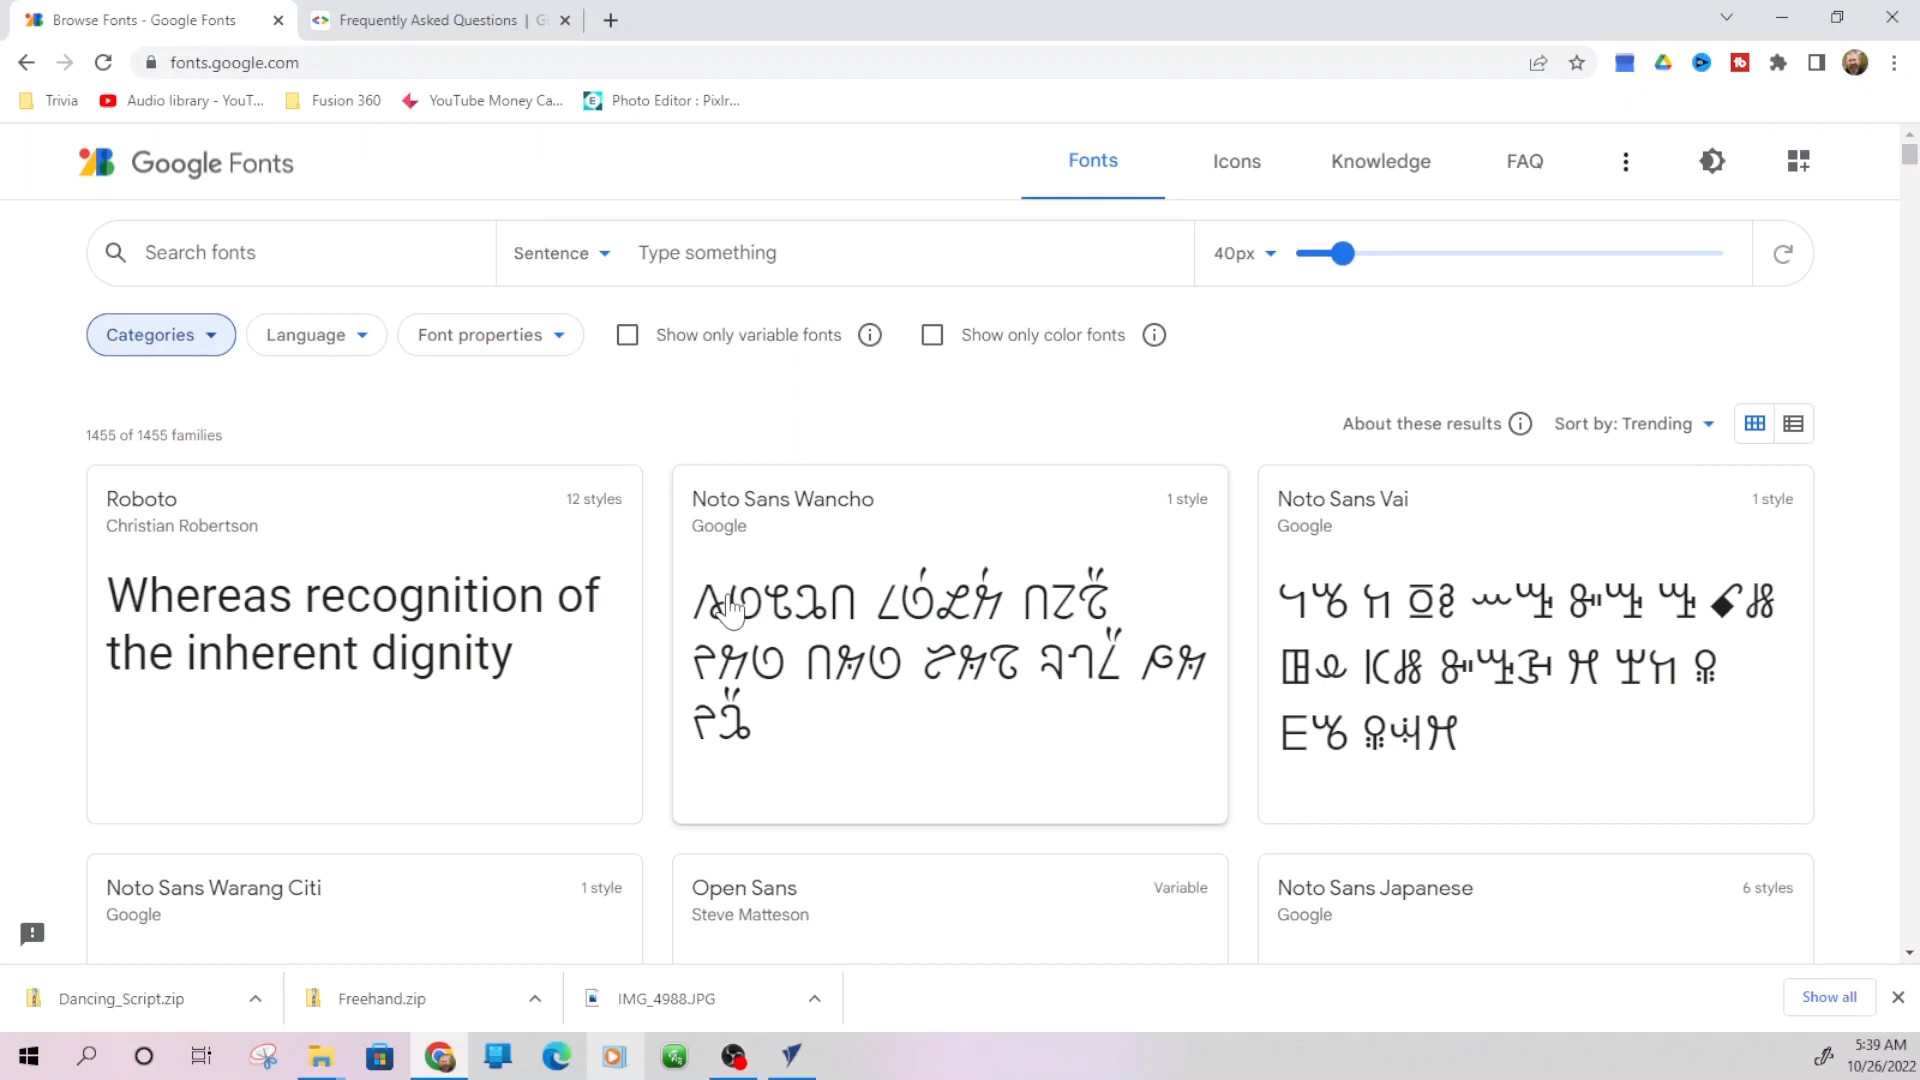 Browse Fonts - Google Fonts
Frequently Asked Questions | G
fonts.google.com
Trivia
Audio library - YouT...
Fusion 360
YouTube Money Ca...
Photo Editor : Pixlr...
Google Fonts
Fonts
Icons
Knowledge
FAQ
Search fonts
Sentence
Type something
40px
Categories
Language
Font properties
Show only variable fonts
Show only color fonts
1455 of 1455 families
About these results
Sort by: Trending
Roboto
12 styles
Christian Robertson
Whereas recognition of
the inherent dignity
Noto Sans Wancho
1 style
Google
Noto Sans Vai
1 style
Google
Noto Sans Warang Citi
1 style
Google
Open Sans
Variable
Steve Matteson
Noto Sans Japanese
6 styles
Google
Dancing_Script.zip
Freehand.zip
IMG_4988.JPG
Show all
5:39 AM
10/26/2022